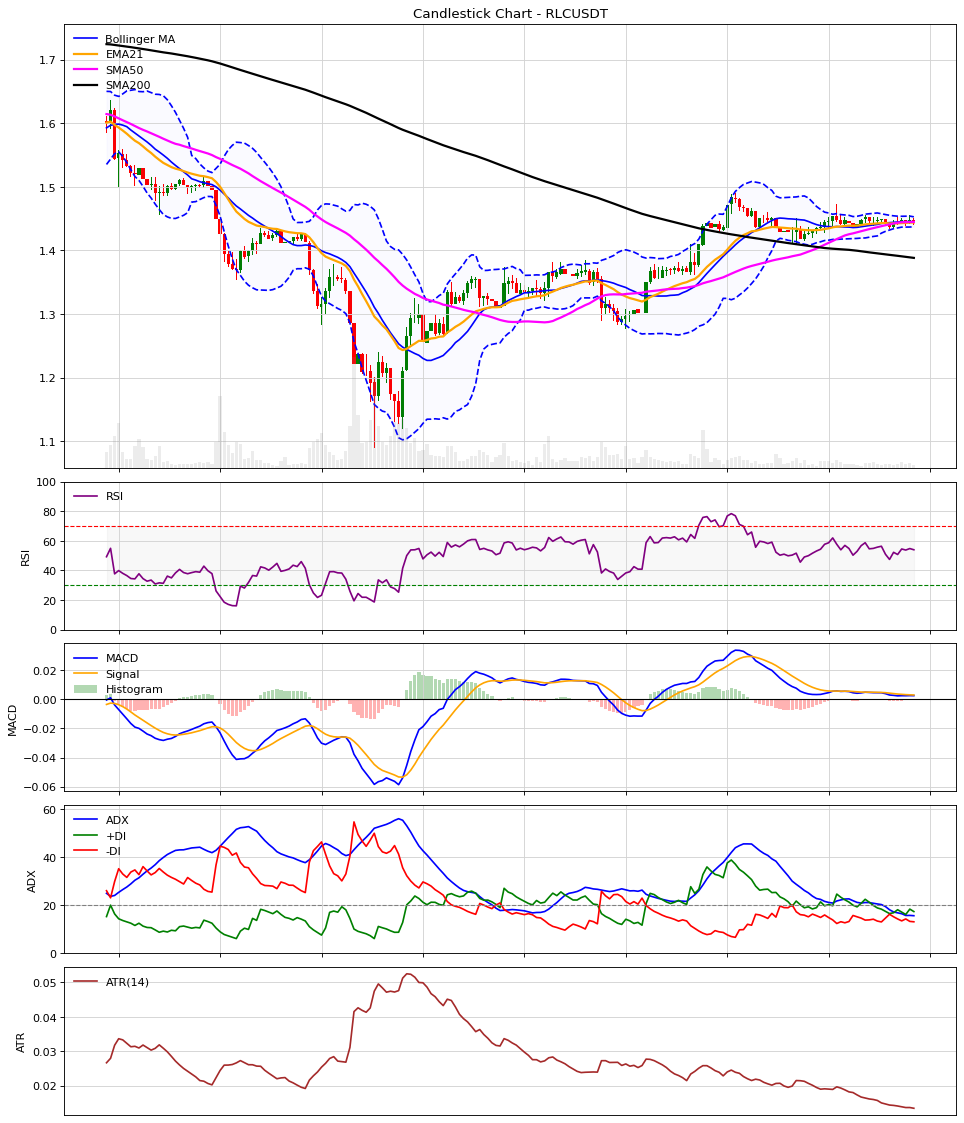 Candlestick Chart - RLCUSDT
Bollinger MA
EMA21
SMA50
SMA200
1.7
1.6
1.5
1.4
1.3
1.2
1.1
RSI
RSI
100
80
60
40
20
0
MACD
Signal
Histogram
MACD
0.02
0.00
−0.02
−0.04
−0.06
ADX
+DI
-DI
ADX
60
40
20
0
ATR(14)
ATR
0.05
0.04
0.03
0.02